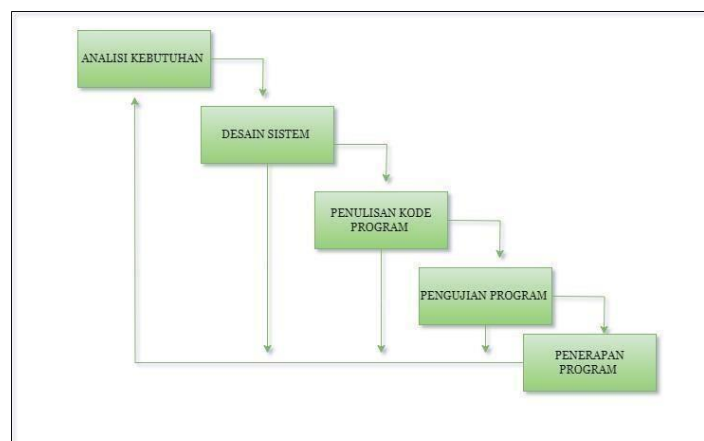 ANALISI KEBUTUHAN
DESAIN SISTEM
PENULISAN KODE
PROGRAM
PENGUJIAN PROGRAM
PENERAPAN
PROGRAM